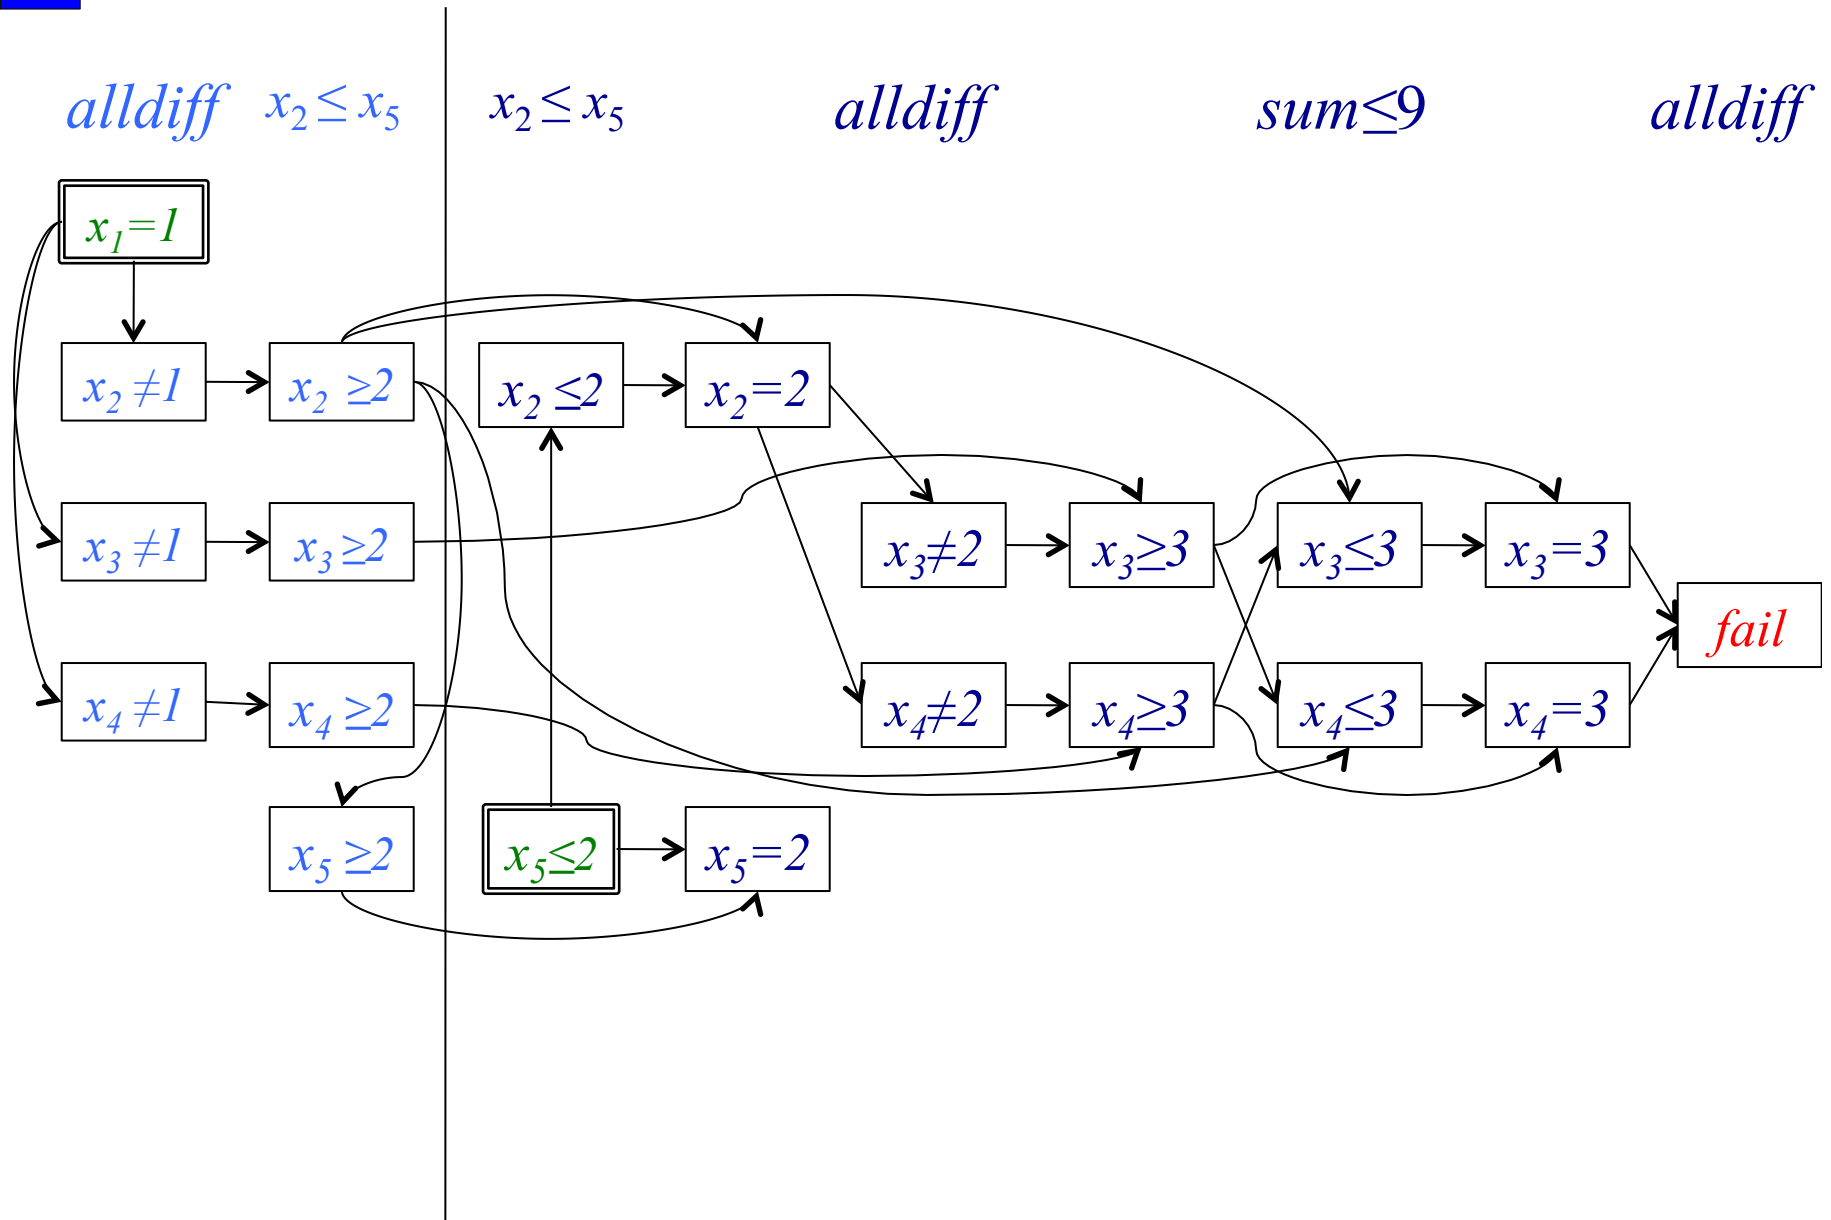 alldiff x₂ ≤ x₅ x₂ ≤ x₅ alldiff sum≤9 alldiff
x₁=1
x₂ ≠1 x₂ ≥2 x₂ ≤2 x₂=2
x₃ ≠1 x₃ ≥2 x₃≠2 x₃≥3 x₃≤3 x₃=3
fail
x₄ ≠1 x₄ ≥2 x₄≠2 x₄≥3 x₄≤3 x₄=3
x₅ ≥2 x₅≤2 x₅=2